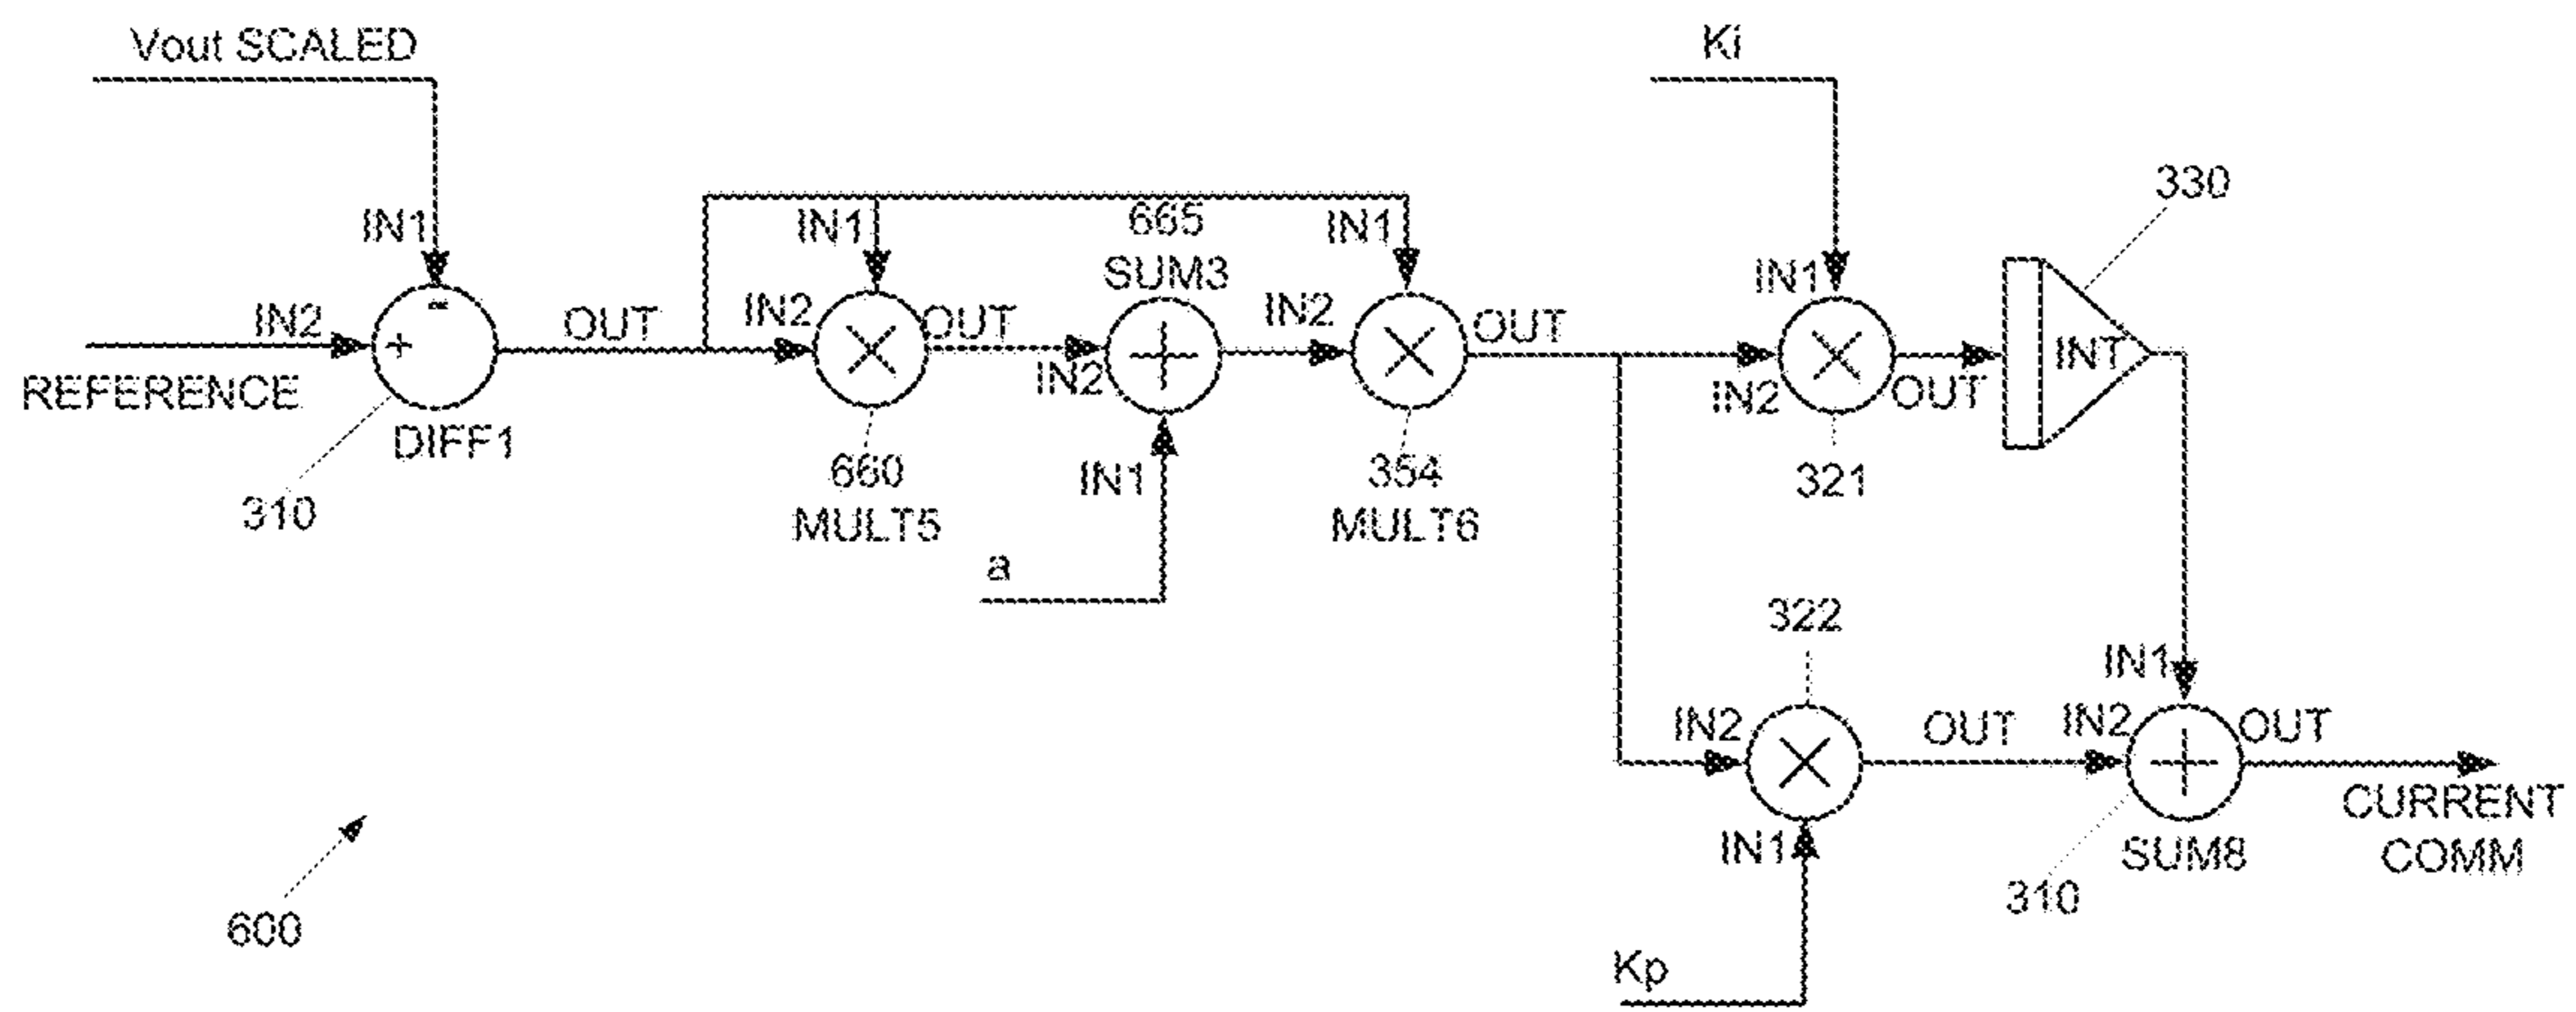 Vout SCALED
Ki
330
IN1
IN1
665
IN1
SUM3
IN1
IN2
OUT
IN2
OUT
IN2
OUT
INT
REFERENCE
+
-
IN2
IN2
OUT
DIFF1
310
660
MULT5
IN1
354
MULT6
321
a
322
IN1
IN2
OUT
IN2
OUT
IN1
CURRENT
COMM
SUM8
310
600
Kp